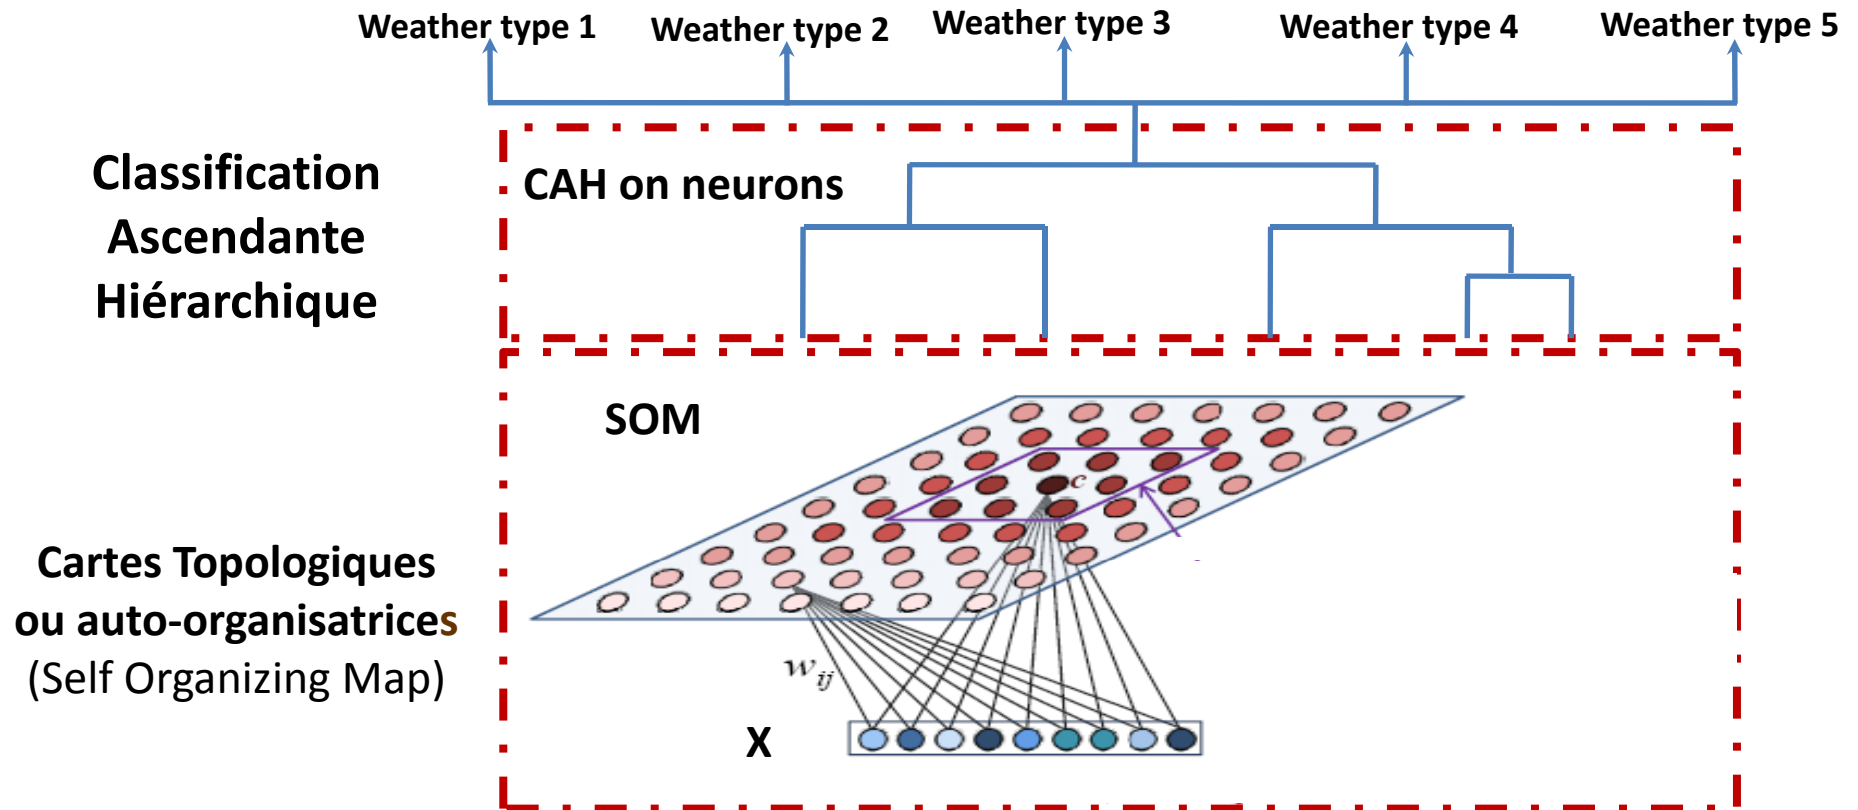 Weather type 1
Weather type 2
Weather type 3
Weather type 4
Weather type 5
Classification
Ascendante
Hiérarchique
CAH on neurons
SOM
c
Cartes Topologiques
ou auto-organisatrices
(Self Organizing Map)
wij
X